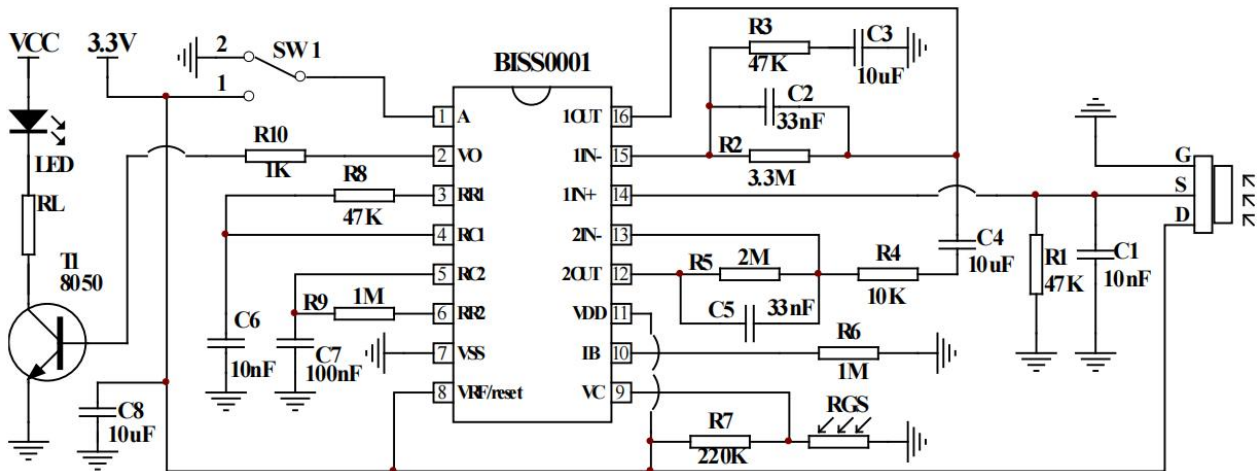 VCC 3.3V
2
SW1
1
BISS0001
R3
47K
C3
10uF
C2
33nF
R2
3.3M
LED
RL
T1
8050
R10
1K
R8
47K
R9 1M
C6
10nF
C7
100nF
C8
10uF
1 A
2 VO
3 RR1
4 RC1
5 RC2
6 RR2
7 VSS
8 VRF/reset
1OUT 16
1IN- 15
1IN+ 14
2IN- 13
2OUT 12
VDD 11
IB 10
VC 9
R5 2M
C5 33nF
R4
10K
C4
10uF
R6
1M
R7
220K
RGS
R1
47K
C1
10nF
G
S
D